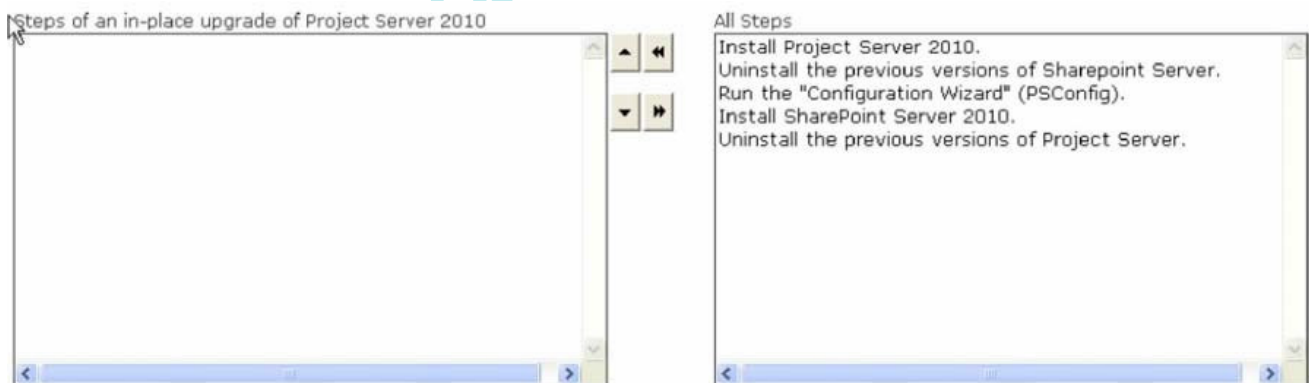 Steps of an in-place upgrade of Project Server 2010
All Steps
Install Project Server 2010.
Uninstall the previous versions of Sharepoint Server.
Run the "Configuration Wizard" (PSConfig).
Install SharePoint Server 2010.
Uninstall the previous versions of Project Server.